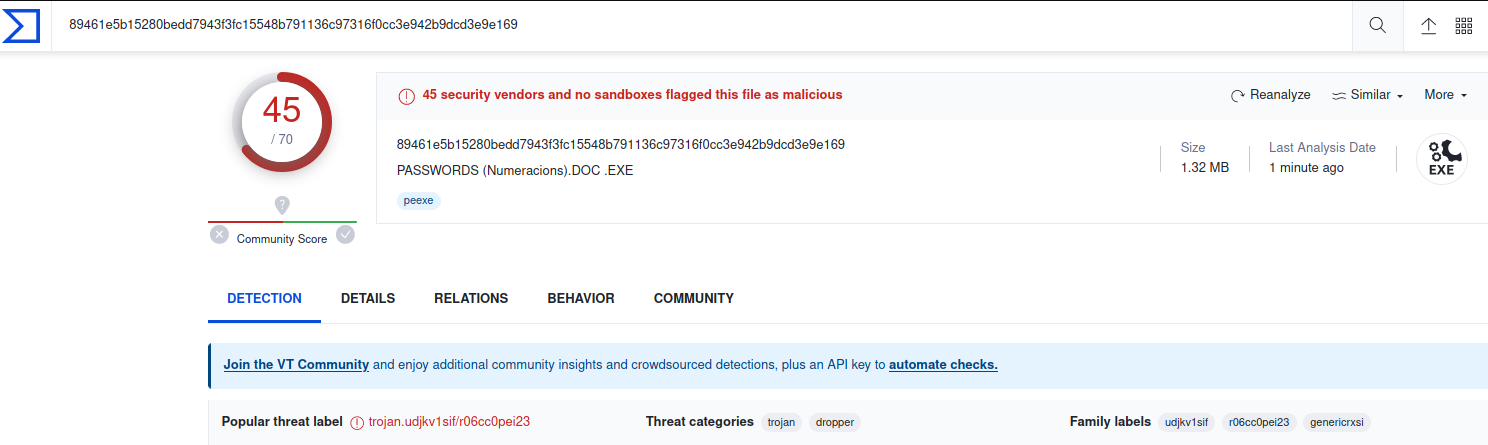 89461e5b15280bedd7943f3fc15548b791136c97316f0cc3e942b9dcd3e9e169
45
/ 70
? 
Community Score
45 security vendors and no sandboxes flagged this file as malicious
Reanalyze
Similar
More
89461e5b15280bedd7943f3fc15548b791136c97316f0cc3e942b9dcd3e9e169
PASSWORDS (Numeracions).DOC .EXE
peexe
Size
1.32 MB
Last Analysis Date
1 minute ago
EXE
DETECTION DETAILS RELATIONS BEHAVIOR COMMUNITY
Join the VT Community and enjoy additional community insights and crowdsourced detections, plus an API key to automate checks.
Popular threat label trojan.udjkv1sif/r06cc0pei23 Threat categories trojan dropper Family labels udjkv1sif r06cc0pei23 genericrxsi